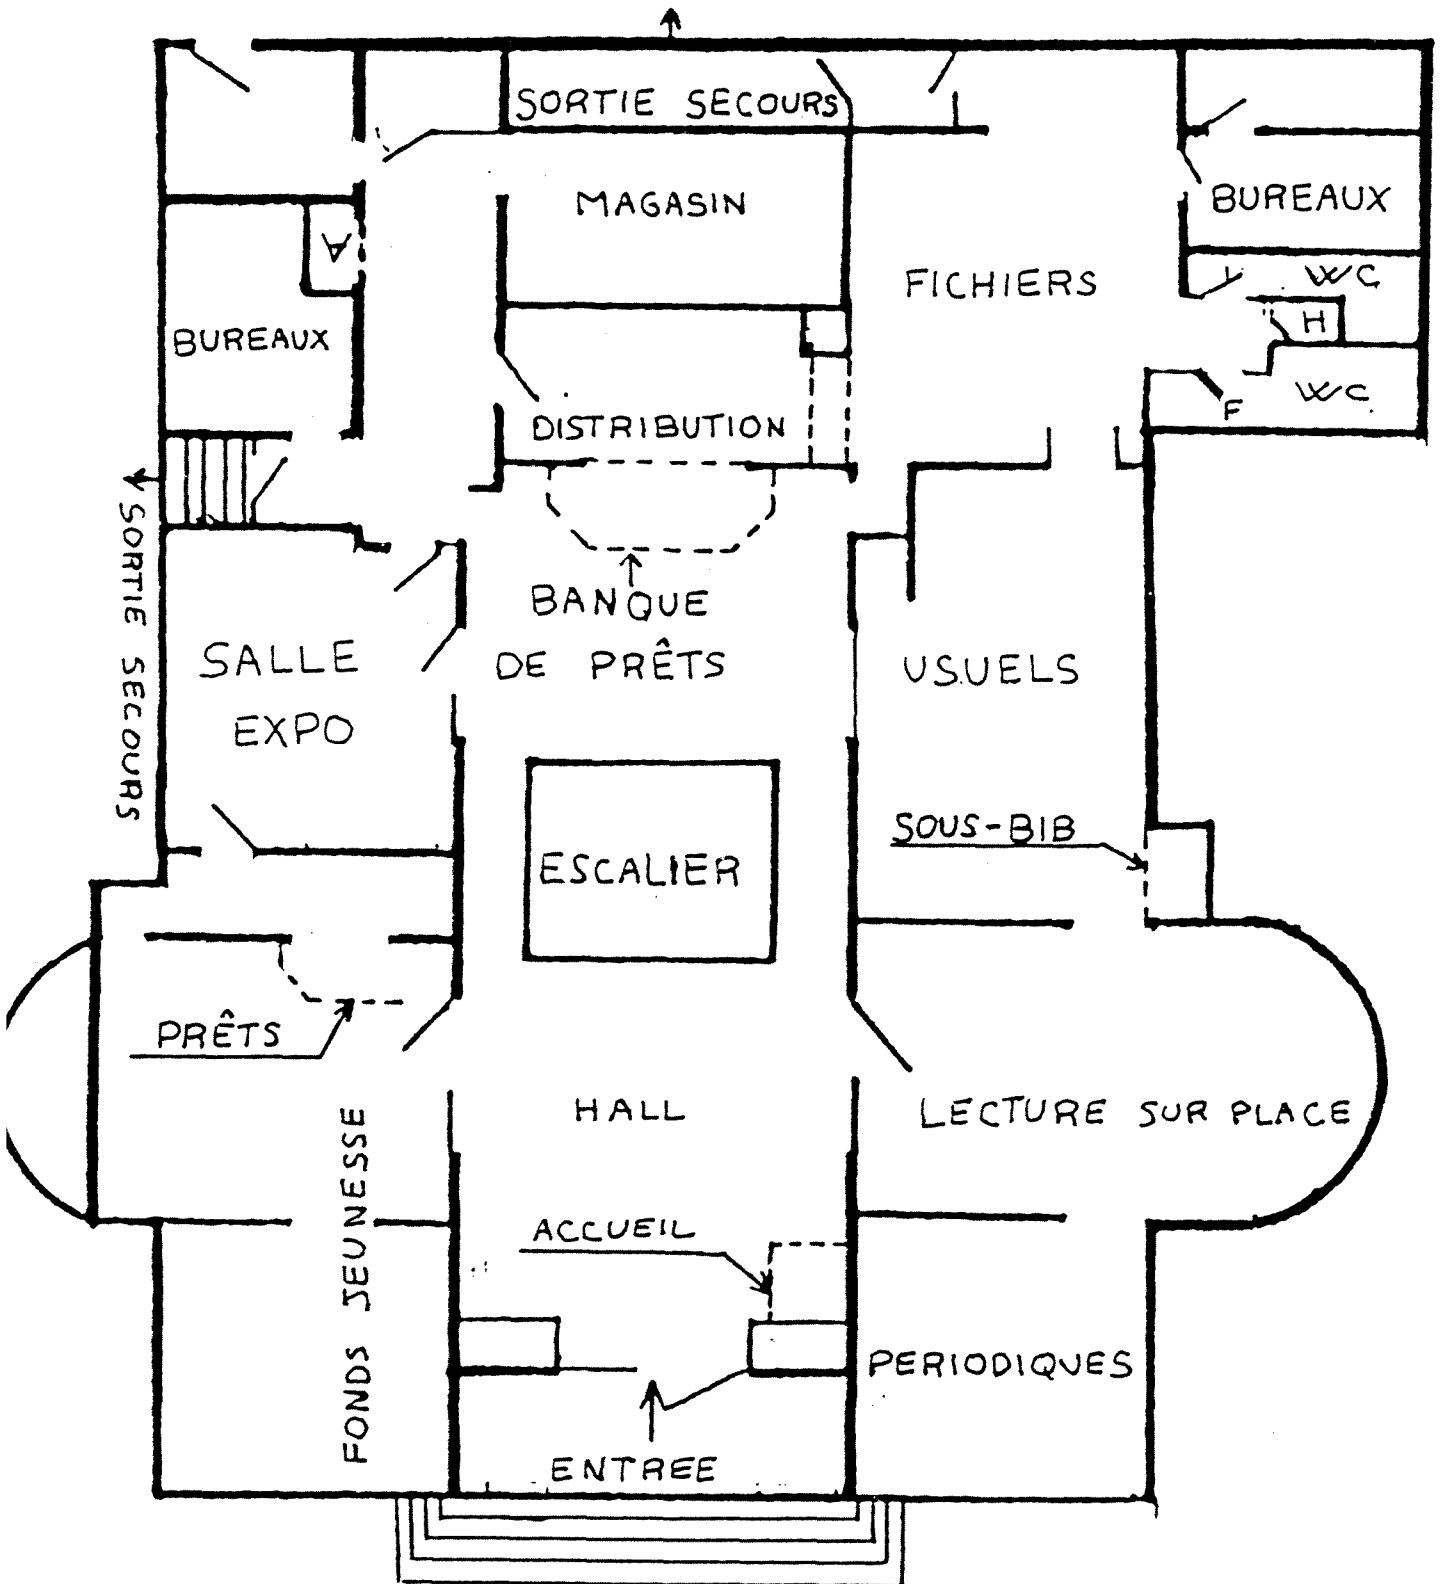 SORTIE SECOURS
MAGASIN
BUREAUX
A
FICHIERS
WC
H
BUREAUX
WC
F
DISTRIBUTION
SORTIE SECOURS
BANQUE
DE PRÊTS
SALLE
EXPO
USUELS
SOUS-BIB
ESCALIER
PRÊTS
HALL
LECTURE SUR PLACE
FONDS JEUNESSE
ACCUEIL
PERIODIQUES
ENTREE